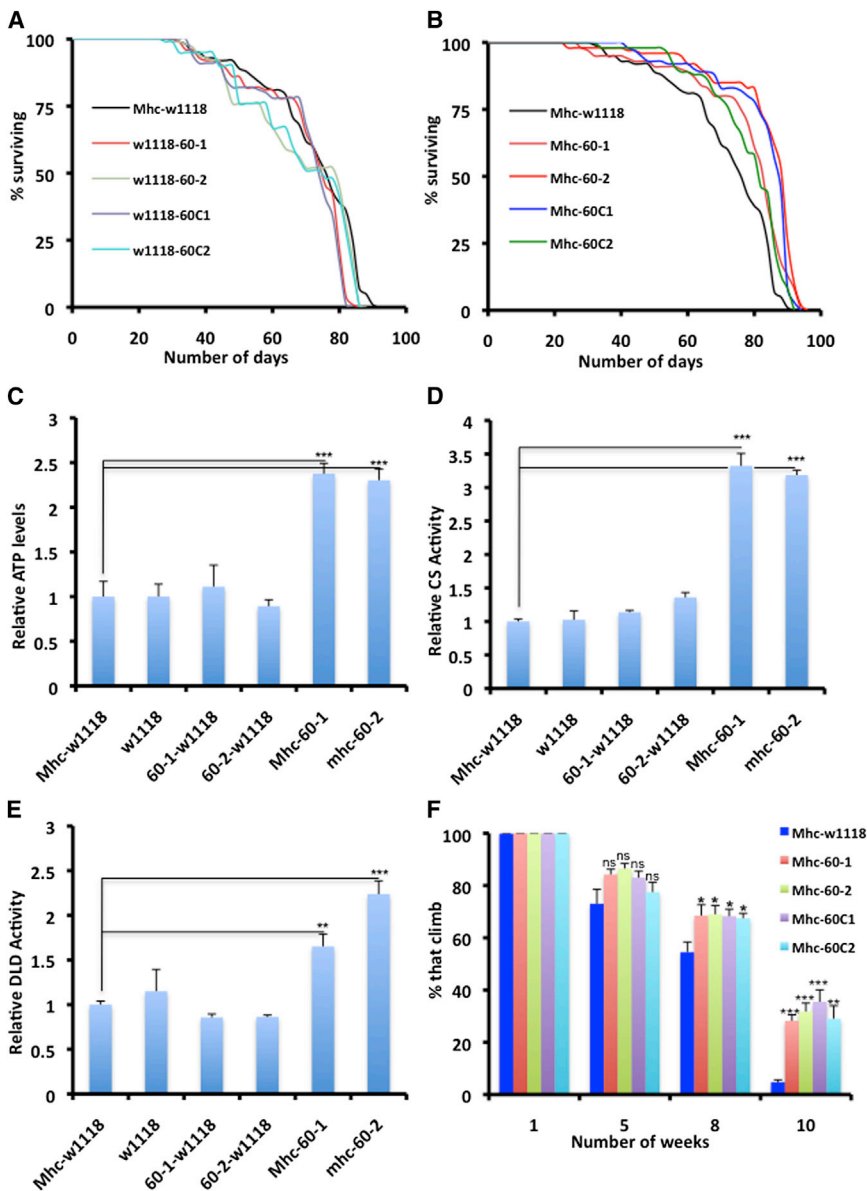 A
% surviving
100
75
50
25
0
0 20 40 60 80 100
Number of days
Mhc-w1118
w1118-60-1
w1118-60-2
w1118-60C1
w1118-60C2
B
% surviving
100
75
50
25
0
0 20 40 60 80 100
Number of days
Mhc-w1118
Mhc-60-1
Mhc-60-2
Mhc-60C1
Mhc-60C2
C
Relative ATP levels
3
2.5
2
1.5
1
0.5
0
***
***
Mhc-w1118
w1118
60-1-w1118
60-2-w1118
Mhc-60-1
mhc-60-2
D
Relative CS Activity
4
3.5
3
2.5
2
1.5
1
0.5
0
***
***
Mhc-w1118
w1118
60-1-w1118
60-2-w1118
Mhc-60-1
mhc-60-2
E
Relative DLD Activity
3
2.5
2
1.5
1
0.5
0
**
***
Mhc-w1118
w1118
60-1-w1118
60-2-w1118
Mhc-60-1
mhc-60-2
F
% that climb
100
80
60
40
20
0
ns ns ns ns
* * * *
*** *** *** **
1 5 8 10
Number of weeks
Mhc-w1118
Mhc-60-1
Mhc-60-2
Mhc-60C1
Mhc-60C2